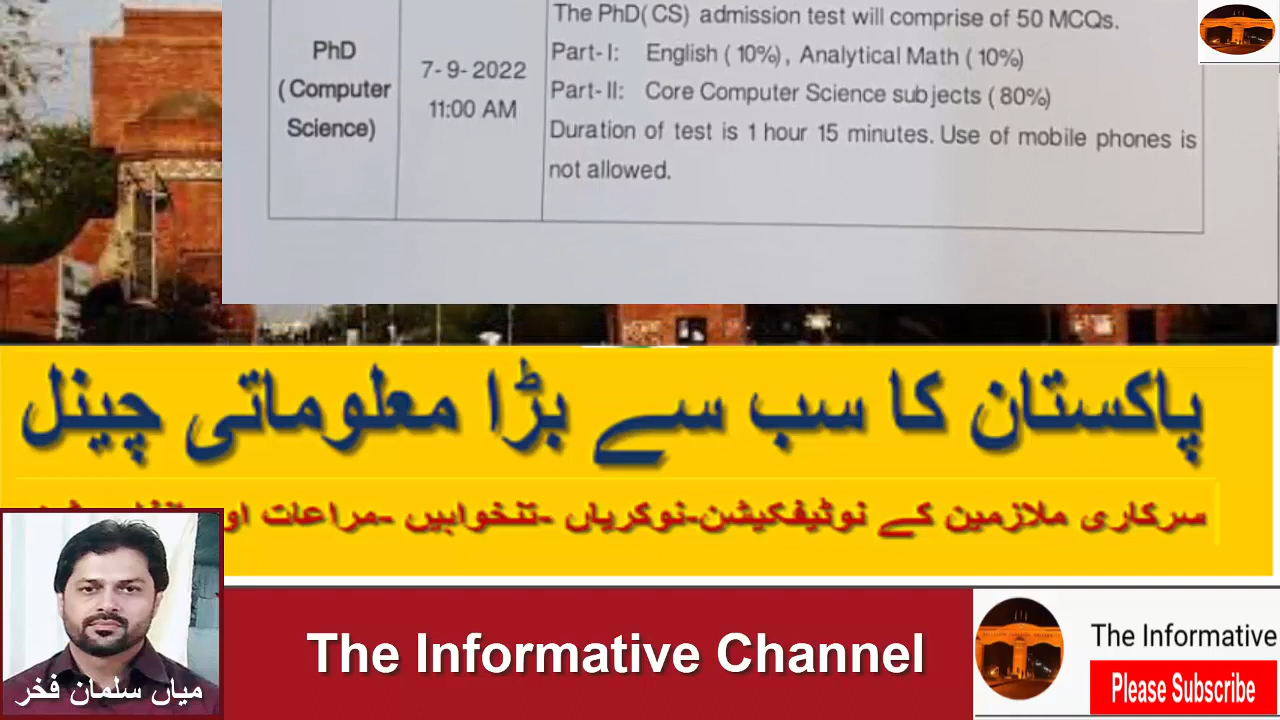 PhD
(Computer
Science)
7-9-2022
11:00 AM
The PhD(CS) admission test will comprise of 50 MCQs.
Part-I: English (10%), Analytical Math (10%)
Part-II: Core Computer Science subjects (80%)
Duration of test is 1 hour 15 minutes. Use of mobile phones is
not allowed.
پاکستان کا سب سے بڑا معلوماتی چینل
سرکاری ملازمین کے نوٹیفکیشن-نوکریاں -تنخواہیں -مراعات
میاں سلمان فخر
The Informative Channel
The Informative
Please Subscribe